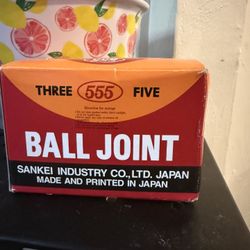 THREE 555 FIVE
BALL JOINT
SANKEI INDUSTRY CO., LTD. JAPAN
MADE AND PRINTED IN JAPAN